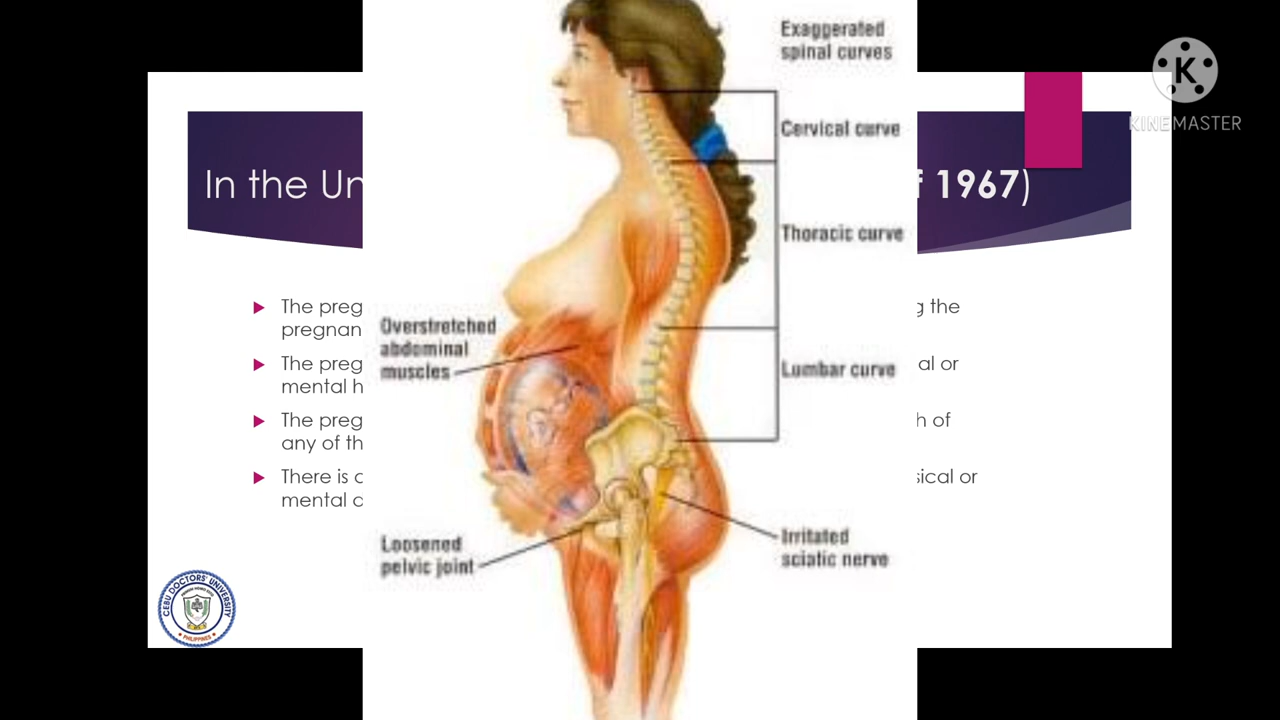 Exaggerated
spinal curves
Cervical curve
Thoracic curve
Lumbar curve
Overstretched
abdominal
muscles
Loosened
pelvic joint
Irritated
sciatic nerve
In the Un
1967)
The preg
the
pregnan
The preg
al or
mental h
The preg
h of
any of th
There is
sical or
mental
KINEMASTER
K
CEBU DOCTORS' UNIVERSITY
PHILIPPINES